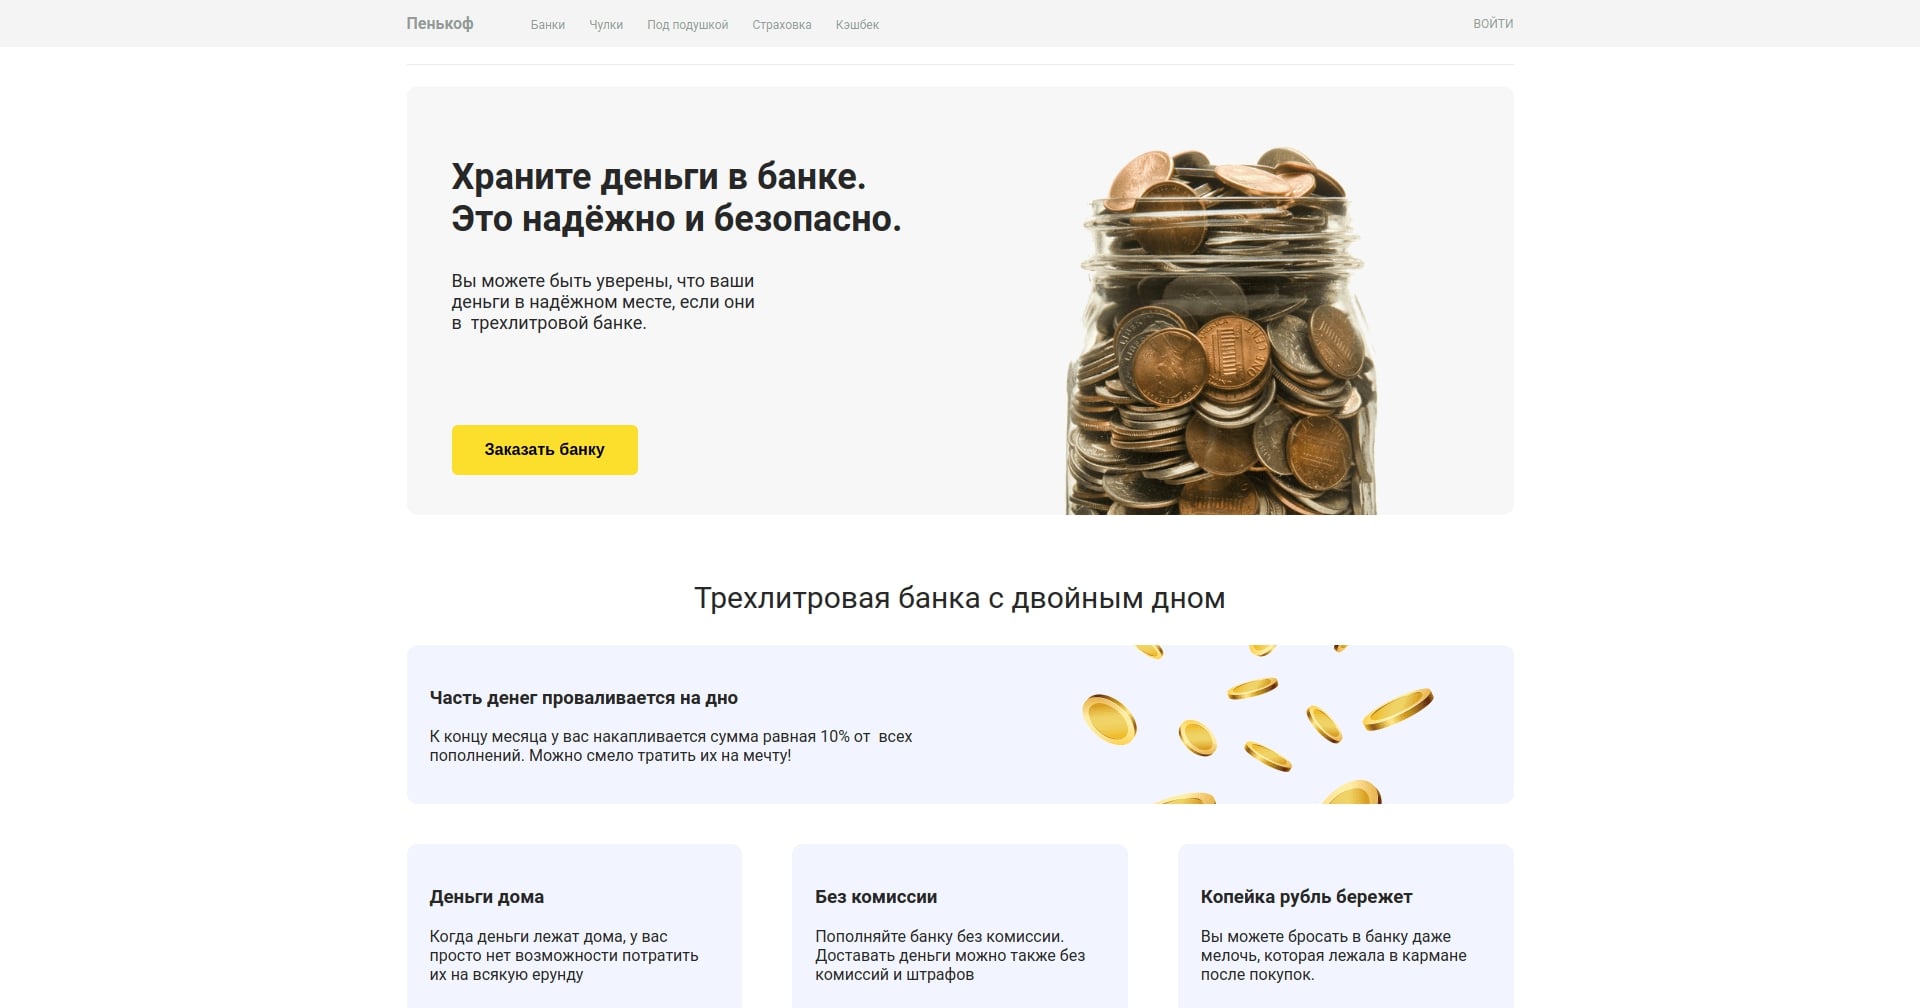 Пенькоф
Банки
Чулки
Под подушкой
Страховка
Кэшбек
ВОЙТИ
Храните деньги в банке.
Это надёжно и безопасно.
Вы можете быть уверены, что ваши
деньги в надёжном месте, если они
в  трехлитровой банке.
Заказать банку
Трехлитровая банка с двойным дном
Часть денег проваливается на дно
К концу месяца у вас накапливается сумма равная 10% от  всех
пополнений. Можно смело тратить их на мечту!
Деньги дома
Когда деньги лежат дома, у вас
просто нет возможности потратить
их на всякую ерунду
Без комиссии
Пополняйте банку без комиссии.
Доставать деньги можно также без
комиссий и штрафов
Копейка рубль бережет
Вы можете бросать в банку даже
мелочь, которая лежала в кармане
после покупок.